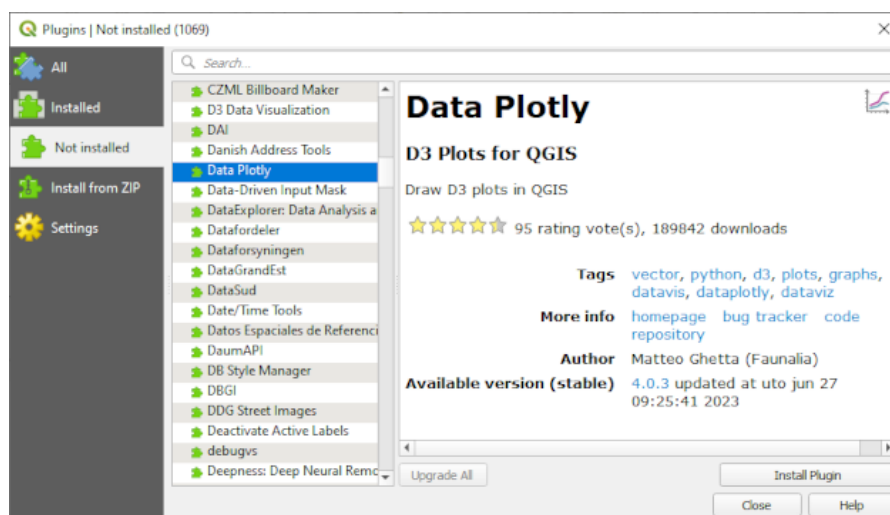 Plugins | Not installed (1069)
All
Installed
Not installed
Install from ZIP
Settings
Search...
CZML Billboard Maker
D3 Data Visualization
DAI
Danish Address Tools
Data Plotly
Data-Driven Input Mask
DataExplorer: Data Analysis a
Datafordeler
Dataforsyningen
DataGrandEst
DataSud
Date/Time Tools
Datos Espaciales de Referenci
DaumAPI
DB Style Manager
DBGI
DDG Street Images
Deactivate Active Labels
debugvs
Deepness: Deep Neural Remo
Data Plotly
D3 Plots for QGIS
Draw D3 plots in QGIS
95 rating vote(s), 189842 downloads
Tags vector, python, d3, plots, graphs,
datavis, dataplotly, dataviz
More info homepage bug tracker code
repository
Author Matteo Ghetta (Faunalia)
Available version (stable) 4.0.3 updated at uto jun 27
09:25:41 2023
Upgrade All
Install Plugin
Close Help